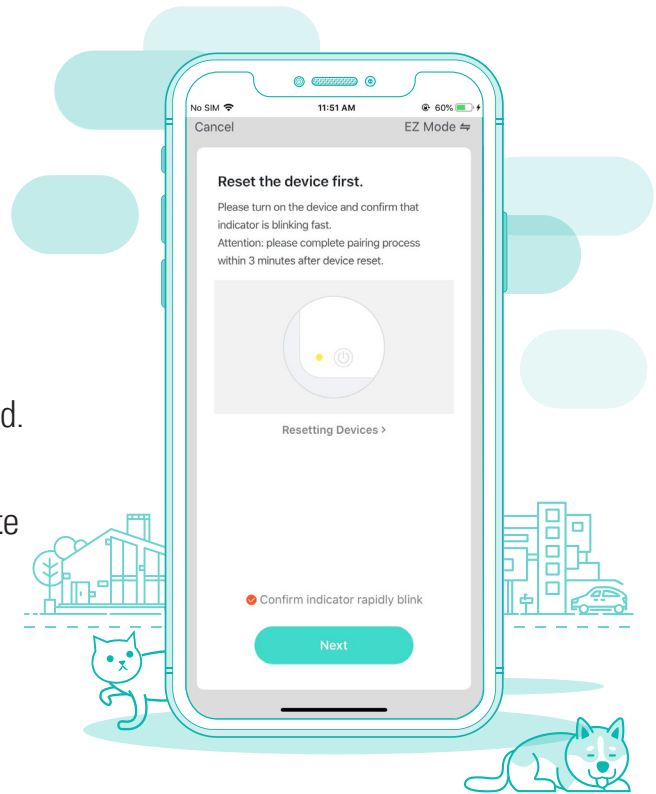 No SIM 11:51 AM 60%
Cancel EZ Mode ⇋
Reset the device first.
Please turn on the device and confirm that
indicator is blinking fast.
Attention: please complete pairing process
within 3 minutes after device reset.
Resetting Devices >
Confirm indicator rapidly blink
Next